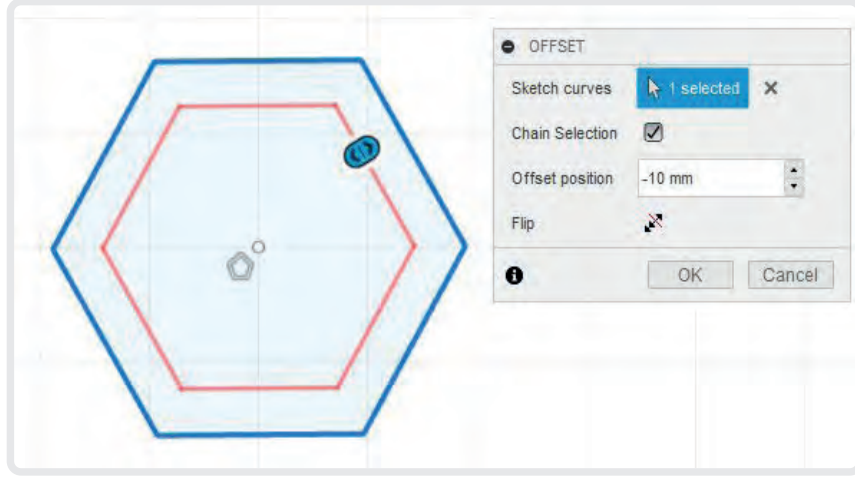 OFFSET
Sketch curves 1 selected
Chain Selection
Offset position -10 mm
Flip
OK Cancel